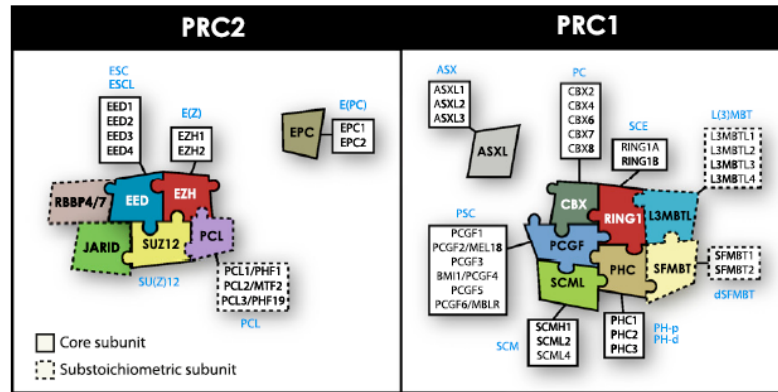 PRC2
ESC
ESCL
EED1
EED2
EED3
EED4
E(Z)
EZH1
EZH2
E(PC)
EPC
EPC1
EPC2
RBBP4/7
EED
EZH
JARID
SUZ12
PCL
SU(Z)12
PCL1/PHF1
PCL2/MTF2
PCL3/PHF19
PCL
Core subunit
Substoichiometric subunit
PRC1
ASX
ASXL1
ASXL2
ASXL3
ASXL
PC
CBX2
CBX4
CBX6
CBX7
CBX8
SCE
RING1A
RING1B
L(3)MBT
L3MBTL1
L3MBTL2
L3MBTL3
L3MBTL4
CBX
RING1
L3MBTL
PSC
PCGF1
PCGF2/MEL18
PCGF3
BMI1/PCGF4
PCGF5
PCGF6/MBLR
PCGF
PHC
SFMBT
SCML
SFMBT1
SFMBT2
dSFMBT
SCM
SCMH1
SCML2
SCML4
PHC1
PHC2
PHC3
PH-p
PH-d